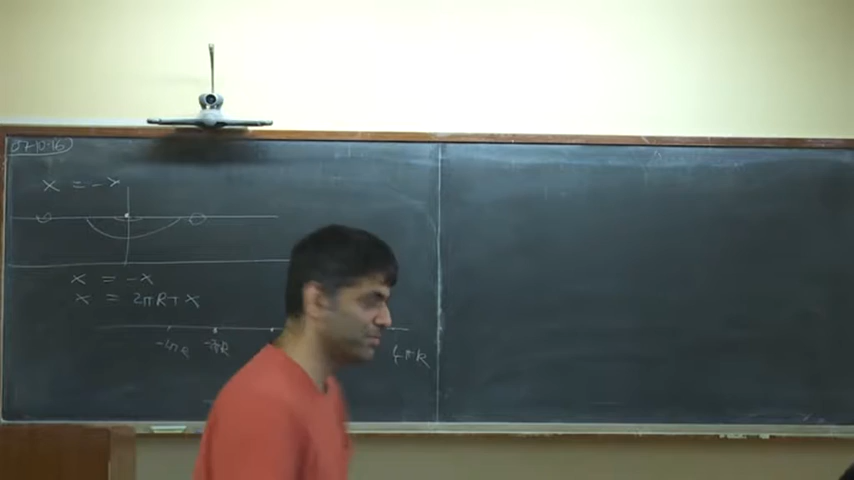 07-10-16
x = -x
x = -x
x = 2πR + x
-4πR -2πR 4πR